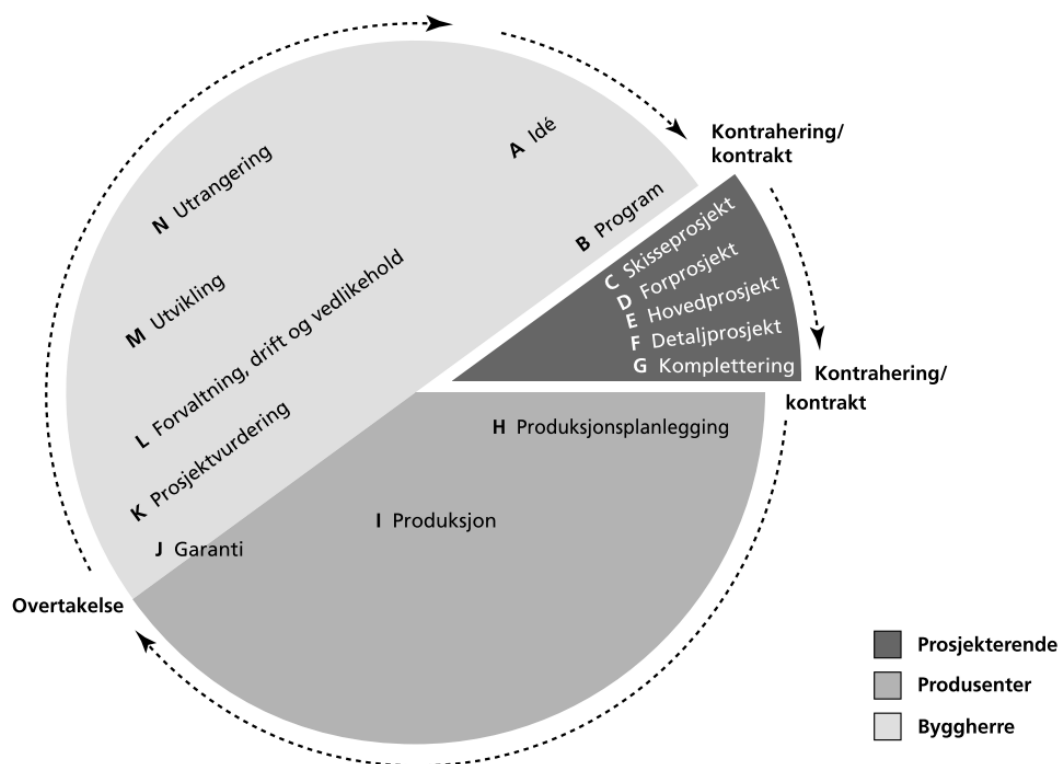 A Idé
Kontrahering/
kontrakt
B Program
C Skisseprosjekt
D Forprosjekt
E Hovedprosjekt
F Detaljprosjekt
G Komplettering
Kontrahering/
kontrakt
H Produksjonsplanlegging
I Produksjon
J Garanti
Overtakelse
K Prosjektvurdering
L Forvaltning, drift og vedlikehold
M Utvikling
N Utrangering
Prosjekterende
Produsenter
Byggherre